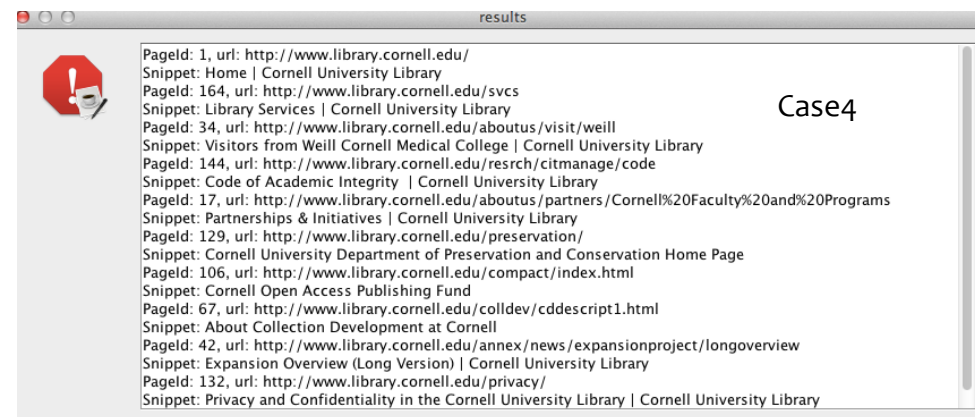 results
PageId: 1, url: http://www.library.cornell.edu/
Snippet: Home | Cornell University Library
PageId: 164, url: http://www.library.cornell.edu/svcs
Snippet: Library Services | Cornell University Library
Case4
PageId: 34, url: http://www.library.cornell.edu/aboutus/visit/weill
Snippet: Visitors from Weill Cornell Medical College | Cornell University Library
PageId: 144, url: http://www.library.cornell.edu/resrch/citmanage/code
Snippet: Code of Academic Integrity | Cornell University Library
PageId: 17, url: http://www.library.cornell.edu/aboutus/partners/Cornell%20Faculty%20and%20Programs
Snippet: Partnerships & Initiatives | Cornell University Library
PageId: 129, url: http://www.library.cornell.edu/preservation/
Snippet: Cornell University Department of Preservation and Conservation Home Page
PageId: 106, url: http://www.library.cornell.edu/compact/index.html
Snippet: Cornell Open Access Publishing Fund
PageId: 67, url: http://www.library.cornell.edu/colldev/cddescript1.html
Snippet: About Collection Development at Cornell
PageId: 42, url: http://www.library.cornell.edu/annex/news/expansionproject/longoverview
Snippet: Expansion Overview (Long Version) | Cornell University Library
PageId: 132, url: http://www.library.cornell.edu/privacy/
Snippet: Privacy and Confidentiality in the Cornell University Library | Cornell University Library